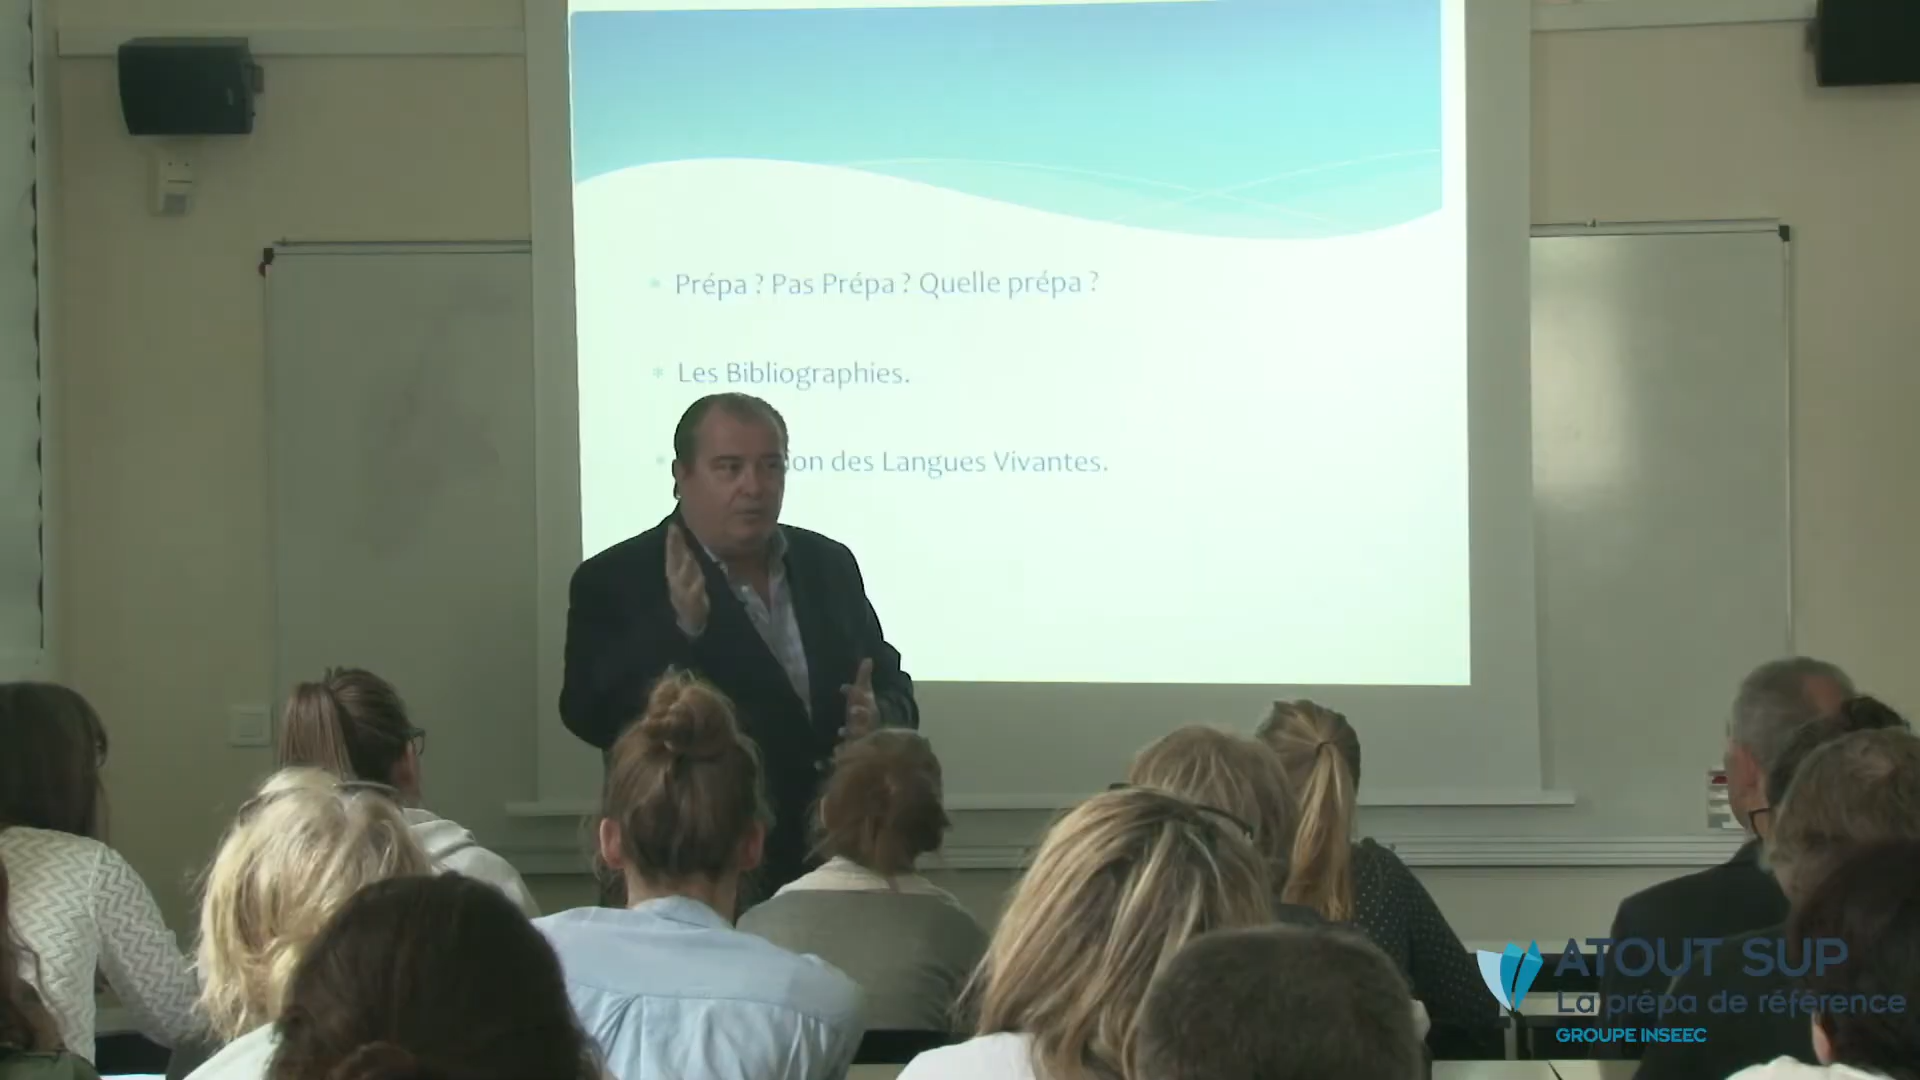 Prépa ? Pas Prépa ? Quelle prépa ?
Les Bibliographies.
on des Langues Vivantes.
ATOUT SUP
La prépa de référence
GROUPE INSEEC